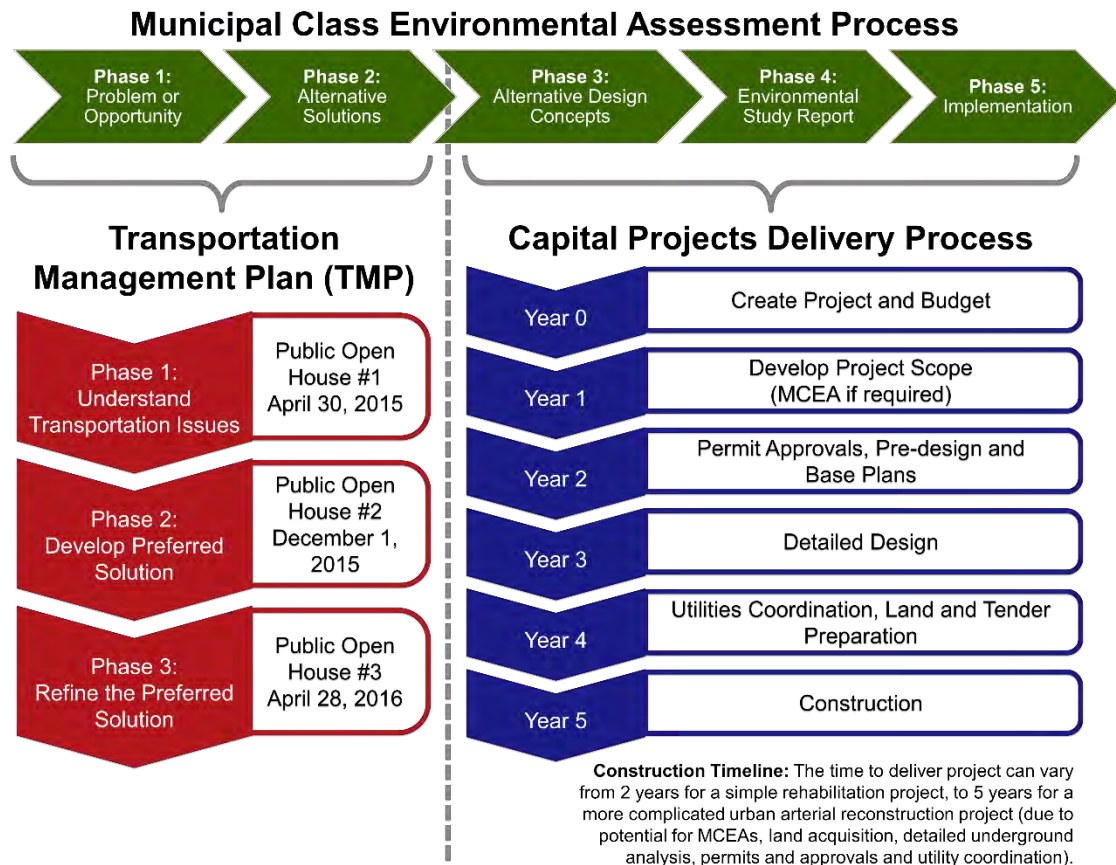 Municipal Class Environmental Assessment Process
Phase 1:
Problem or
Opportunity
Phase 2:
Alternative
Solutions
Phase 3:
Alternative Design
Concepts
Phase 4:
Environmental
Study Report
Phase 5:
Implementation
Transportation
Management Plan (TMP)
Phase 1:
Understand
Transportation Issues
Public Open
House #1
April 30, 2015
Phase 2:
Develop Preferred
Solution
Public Open
House #2
December 1,
2015
Phase 3:
Refine the Preferred
Solution
Public Open
House #3
April 28, 2016
Capital Projects Delivery Process
Year 0
Create Project and Budget
Year 1
Develop Project Scope
(MCEA if required)
Year 2
Permit Approvals, Pre-design and
Base Plans
Year 3
Detailed Design
Year 4
Utilities Coordination, Land and Tender
Preparation
Year 5
Construction
Construction Timeline: The time to deliver project can vary
from 2 years for a simple rehabilitation project, to 5 years for a
more complicated urban arterial reconstruction project (due to
potential for MCEAs, land acquisition, detailed underground
analysis, permits and approvals and utility coordination).